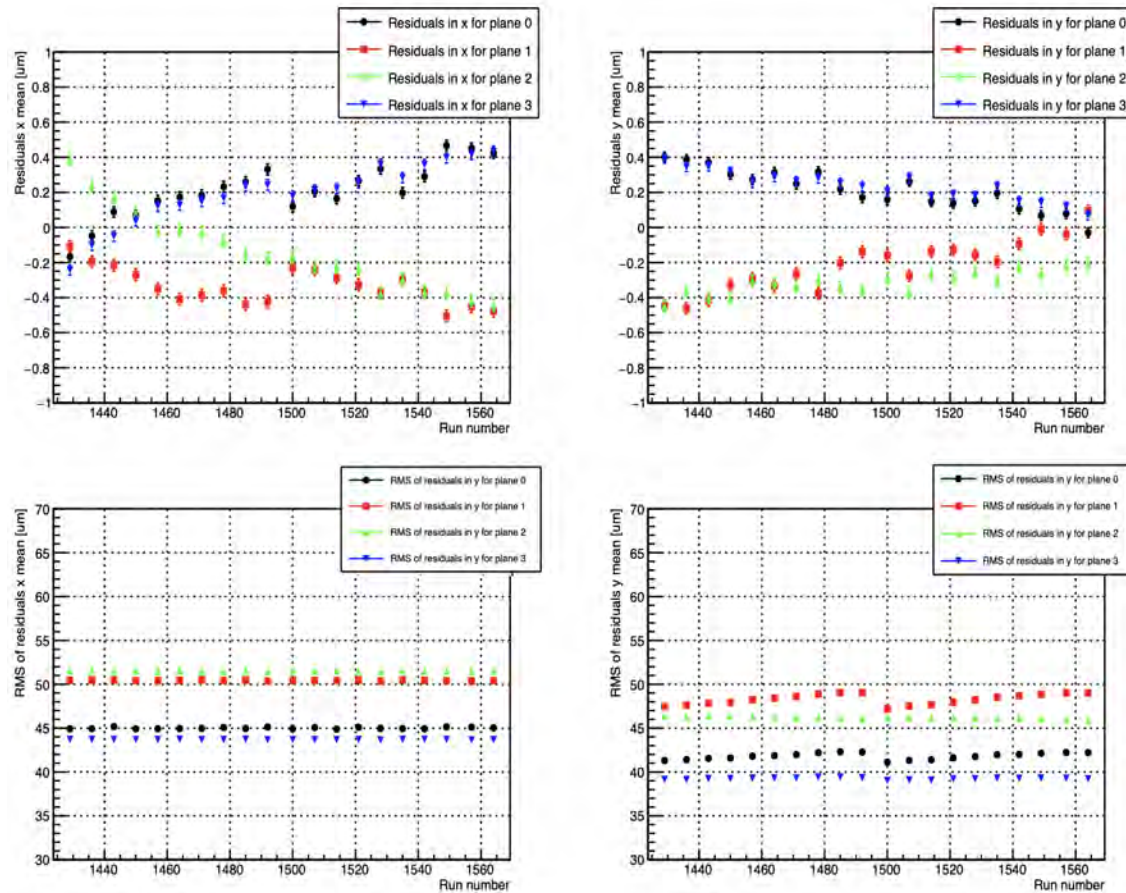 Residuals in x for plane 0
Residuals in x for plane 1
Residuals in x for plane 2
Residuals in x for plane 3
Residuals x mean [um]
1
0.8
0.6
0.4
0.2
0
−0.2
−0.4
−0.6
−0.8
−1
1440 1460 1480 1500 1520 1540 1560
Run number
Residuals in y for plane 0
Residuals in y for plane 1
Residuals in y for plane 2
Residuals in y for plane 3
Residuals y mean [um]
1
0.8
0.6
0.4
0.2
0
−0.2
−0.4
−0.6
−0.8
−1
1440 1460 1480 1500 1520 1540 1560
Run number
RMS of residuals in y for plane 0
RMS of residuals in y for plane 1
RMS of residuals in y for plane 2
RMS of residuals in y for plane 3
RMS of residuals x mean [um]
70
65
60
55
50
45
40
35
30
1440 1460 1480 1500 1520 1540 1560
Run number
RMS of residuals in y for plane 0
RMS of residuals in y for plane 1
RMS of residuals in y for plane 2
RMS of residuals in y for plane 3
RMS of residuals y mean [um]
70
65
60
55
50
45
40
35
30
1440 1460 1480 1500 1520 1540 1560
Run number